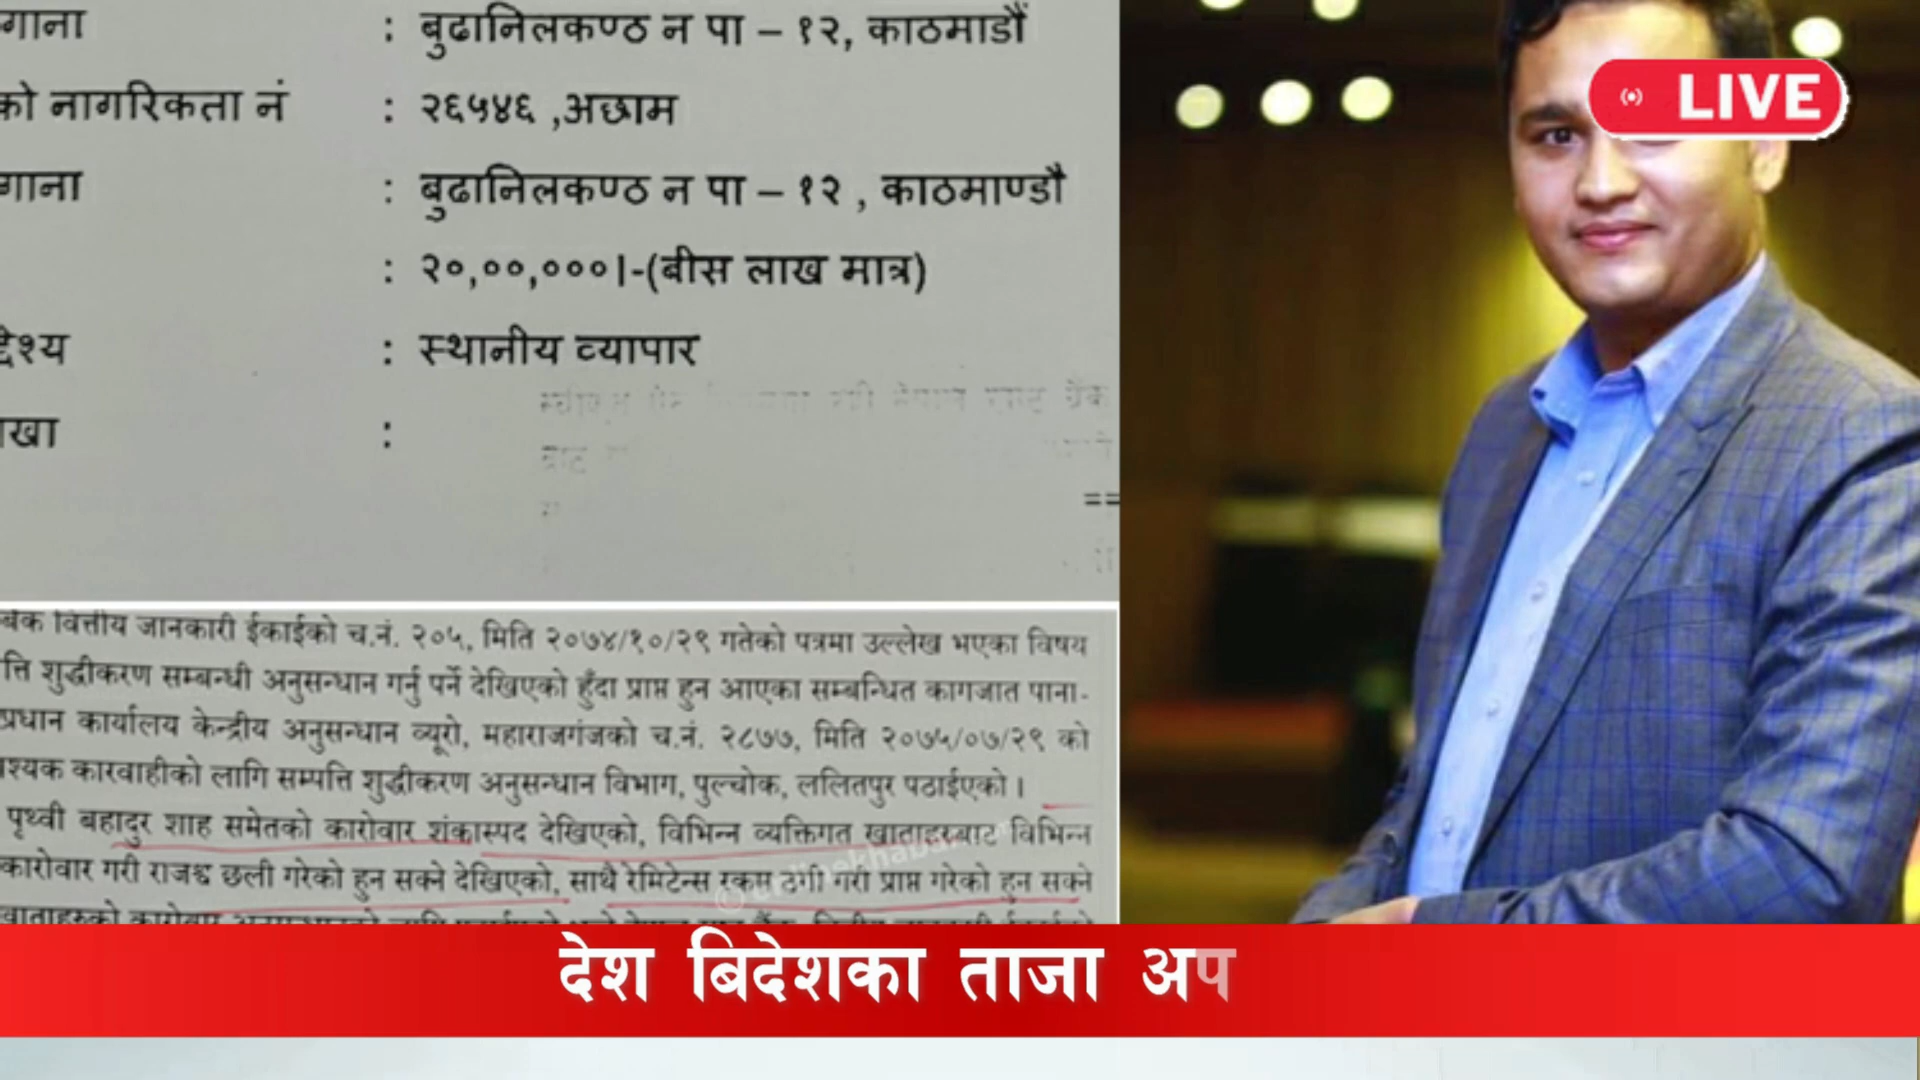 गाना : बुढानिलकण्ठ न पा – १२, काठमाडौं
को नागरिकता नं : २६५४६ ,अछाम
गाना : बुढानिलकण्ठ न पा – १२ , काठमाण्डौ
: २०,००,०००।-(बीस लाख मात्र)
देश्य : स्थानीय व्यापार
खा :
==
बैंक वित्तीय जानकारी ईकाईको च.नं. २०५, मिति २०७४/१०/२९ गतेको पत्रमा उल्लेख भएका विषय
त्ति शुद्धीकरण सम्बन्धी अनुसन्धान गर्नु पर्ने देखिएको हुँदा प्राप्त हुन आएका सम्बन्धित कागजात पाना-
प्रधान कार्यालय केन्द्रीय अनुसन्धान व्यूरो, महाराजगंजको च.नं. २८७७, मिति २०७५/०७/२९ को
श्यक कारवाहीको लागि सम्पत्ति शुद्धीकरण अनुसन्धान विभाग, पुल्चोक, ललितपुर पठाईएको ।
पृथ्वी बहादुर शाह समेतको कारोवार शंकास्पद देखिएको, विभिन्न व्यक्तिगत खाताहरुबाट विभिन्न
कारोवार गरी राजश्व छली गरेको हुन सक्ने देखिएको, साथै रेमिटेन्स रकम ठगी गरी प्राप्त गरेको हुन सक्ने
LIVE
देश बिदेशका ताजा अप